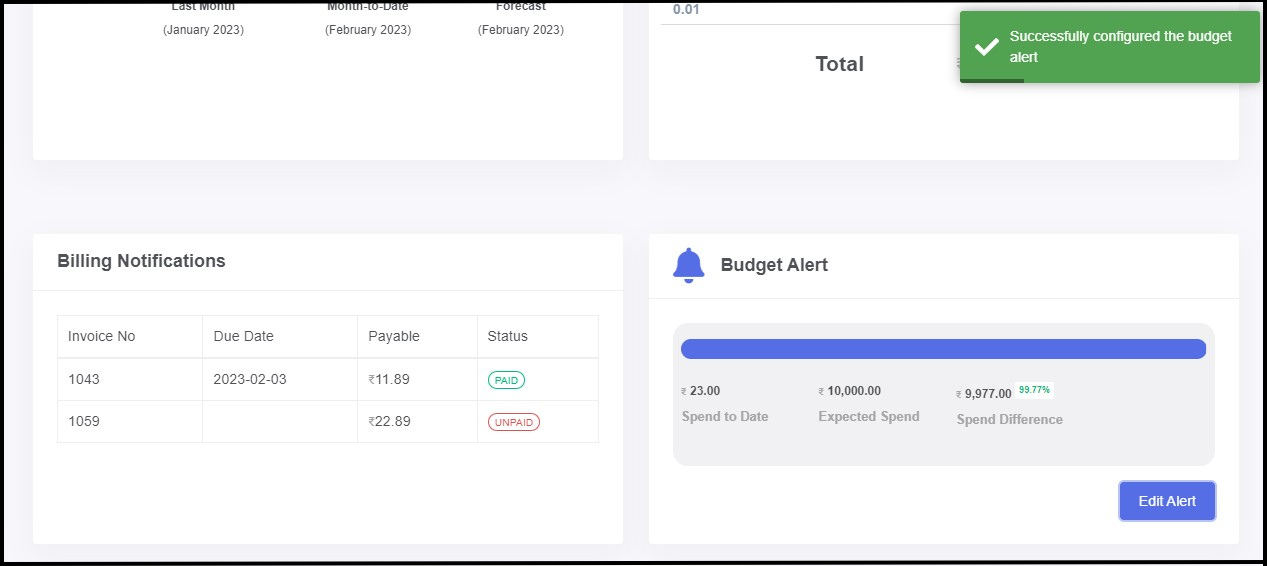 Last Month Month-to-Date Forecast
(January 2023) (February 2023) (February 2023)
0.01
Total
Successfully configured the budget
alert
Billing Notifications
Invoice No Due Date Payable Status
1043 2023-02-03 ₹11.89 PAID
1059 ₹22.89 UNPAID
Budget Alert
₹ 23.00 ₹ 10,000.00 ₹ 9,977.00 99.77%
Spend to Date Expected Spend Spend Difference
Edit Alert